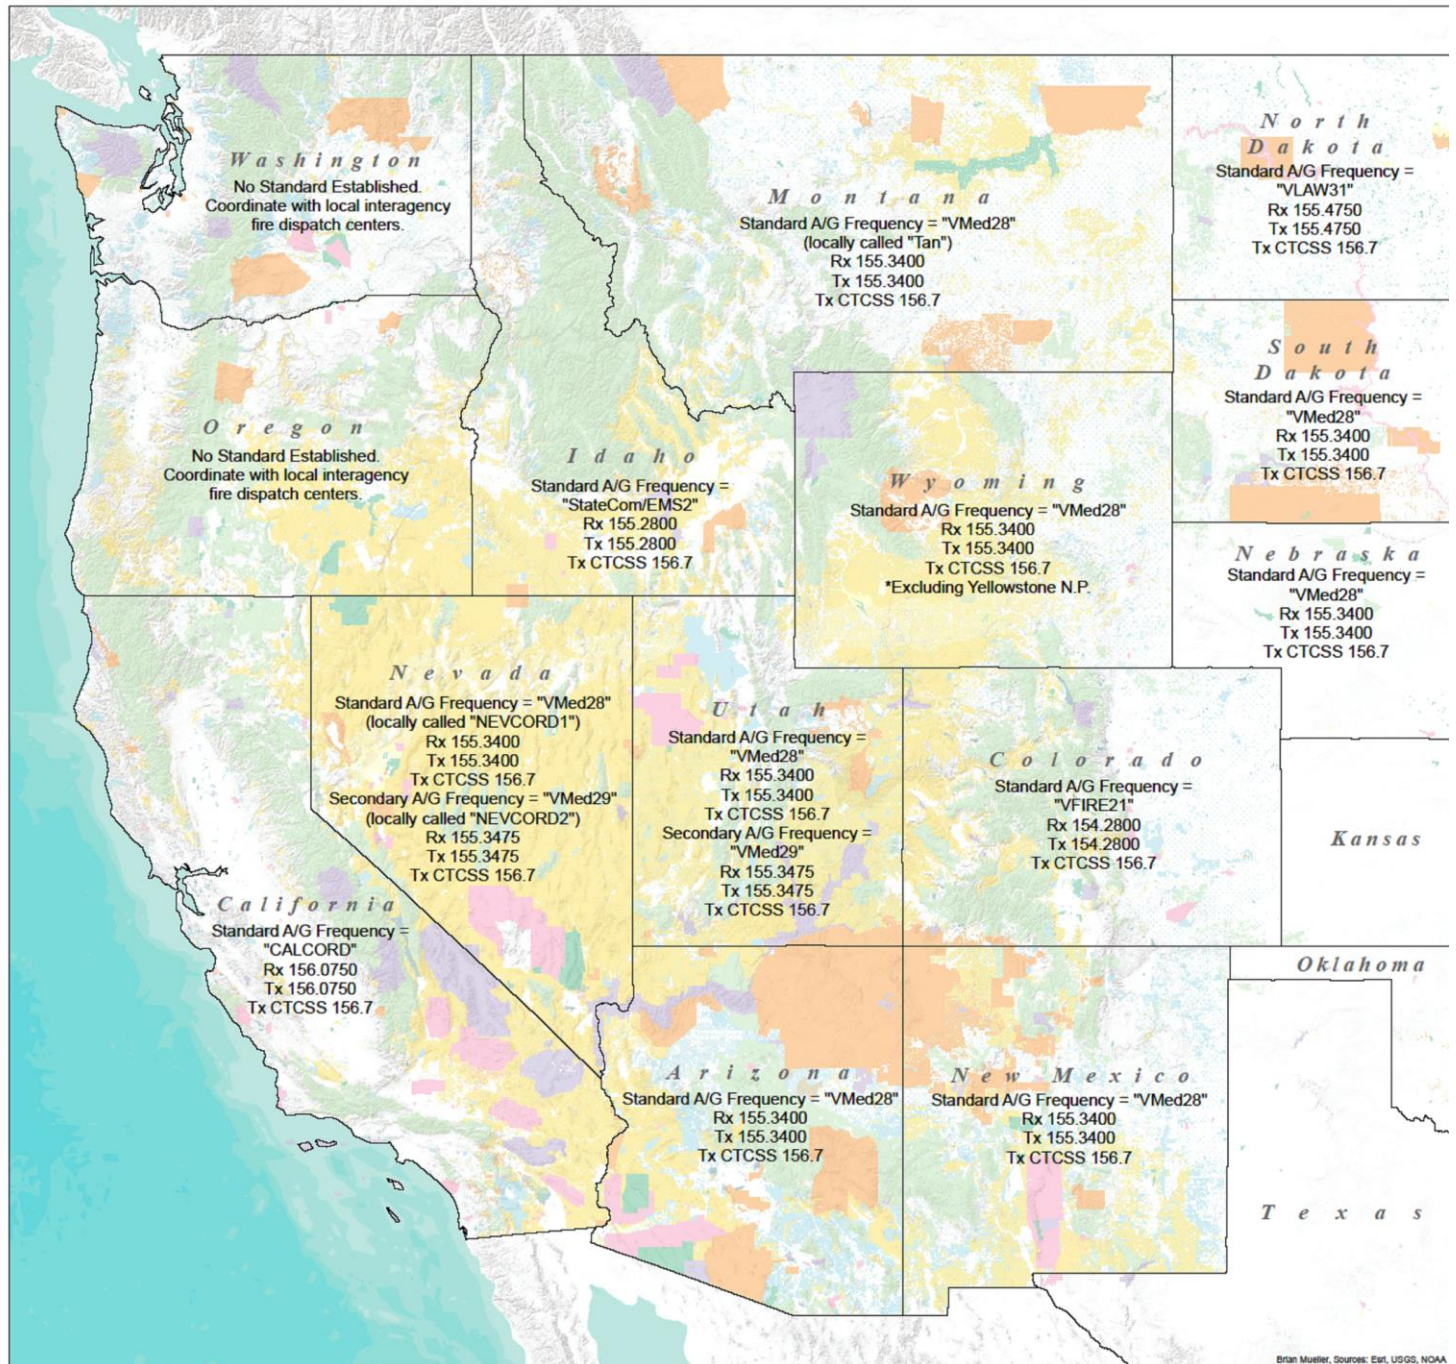 Washington
No Standard Established.
Coordinate with local interagency
fire dispatch centers.
Montana
Standard A/G Frequency = "VMed28"
(locally called "Tan")
Rx 155.3400
Tx 155.3400
Tx CTCSS 156.7
North
Dakota
Standard A/G Frequency =
"VLAW31"
Rx 155.4750
Tx 155.4750
Tx CTCSS 156.7
Oregon
No Standard Established.
Coordinate with local interagency
fire dispatch centers.
Idaho
Standard A/G Frequency =
"StateCom/EMS2"
Rx 155.2800
Tx 155.2800
Tx CTCSS 156.7
Wyoming
Standard A/G Frequency = "VMed28"
Rx 155.3400
Tx 155.3400
Tx CTCSS 156.7
*Excluding Yellowstone N.P.
South
Dakota
Standard A/G Frequency =
"VMed28"
Rx 155.3400
Tx 155.3400
Tx CTCSS 156.7
Nebraska
Standard A/G Frequency =
"VMed28"
Rx 155.3400
Tx 155.3400
Tx CTCSS 156.7
Nevada
Standard A/G Frequency = "VMed28"
(locally called "NEVCORD1")
Rx 155.3400
Tx 155.3400
Tx CTCSS 156.7
Secondary A/G Frequency = "VMed29"
(locally called "NEVCORD2")
Rx 155.3475
Tx 155.3475
Tx CTCSS 156.7
Utah
Standard A/G Frequency =
"VMed28"
Rx 155.3400
Tx 155.3400
Tx CTCSS 156.7
Secondary A/G Frequency =
"VMed29"
Rx 155.3475
Tx 155.3475
Tx CTCSS 156.7
Colorado
Standard A/G Frequency =
"VFIRE21"
Rx 154.2800
Tx 154.2800
Tx CTCSS 156.7
Kansas
California
Standard A/G Frequency =
"CALCORD"
Rx 156.0750
Tx 156.0750
Tx CTCSS 156.7
Oklahoma
Arizona
Standard A/G Frequency = "VMed28"
Rx 155.3400
Tx 155.3400
Tx CTCSS 156.7
New Mexico
Standard A/G Frequency = "VMed28"
Rx 155.3400
Tx 155.3400
Tx CTCSS 156.7
Texas
Brian Mueller, Sources: Esri, USGS, NOAA